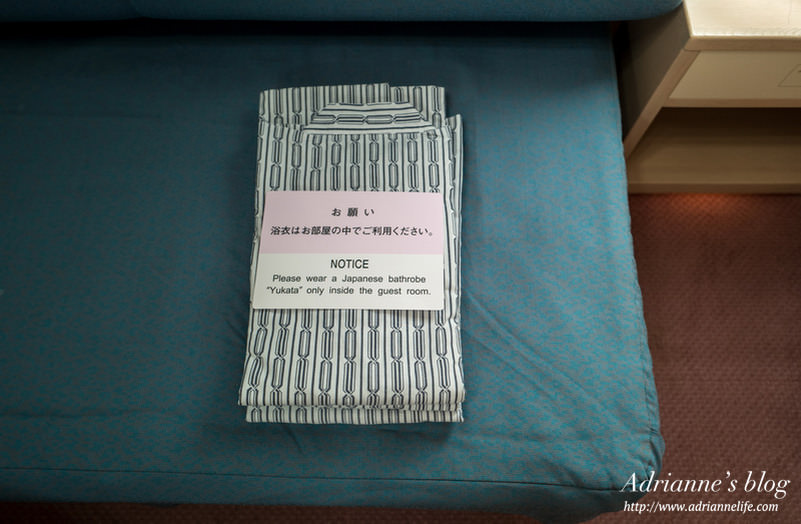 お願い
浴衣はお部屋の中でご利用ください。
NOTICE
Please wear a Japanese bathrobe
"Yukata" only inside the guest room.
Adrianne's blog
http://www.adriannelife.com